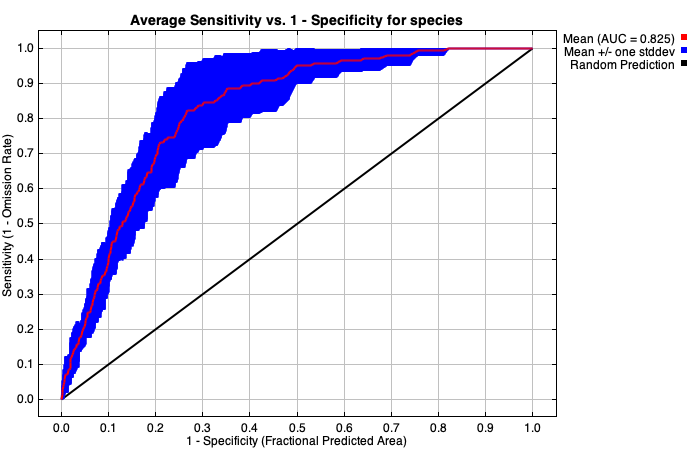 Average Sensitivity vs. 1 - Specificity for species
Mean (AUC = 0.825)
Mean +/- one stddev
Random Prediction
Sensitivity (1 - Omission Rate)
1.0
0.9
0.8
0.7
0.6
0.5
0.4
0.3
0.2
0.1
0.0
0.0 0.1 0.2 0.3 0.4 0.5 0.6 0.7 0.8 0.9 1.0
1 - Specificity (Fractional Predicted Area)